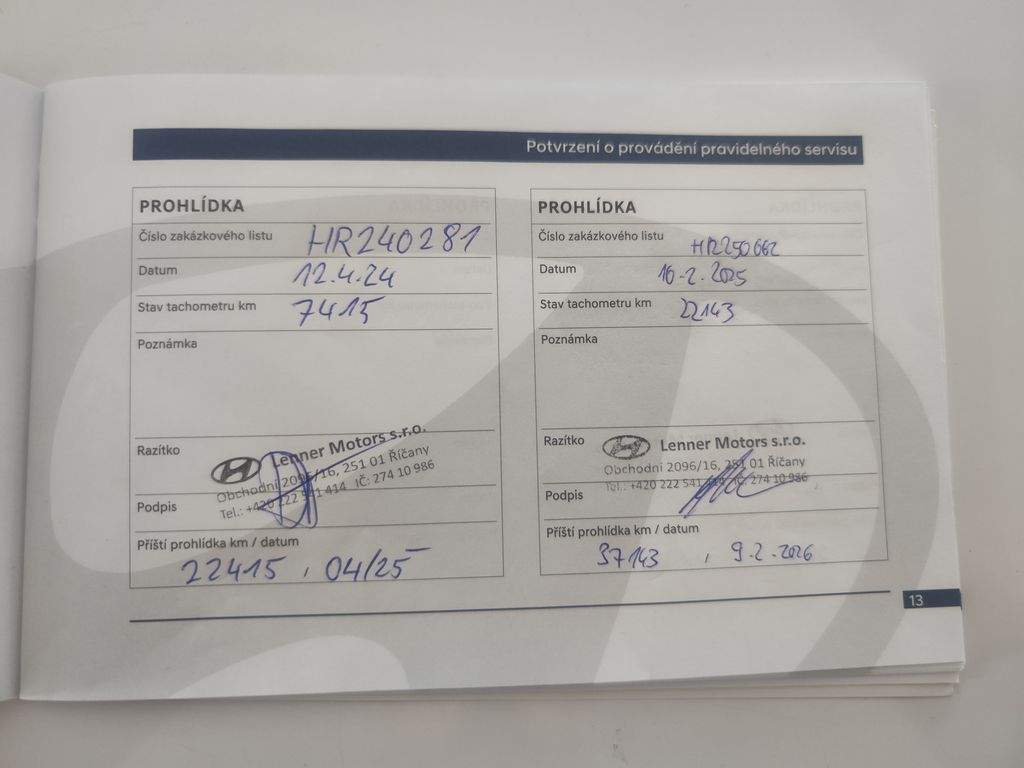 Potvrzení o provádění pravidelného servisu
PROHLÍDKA
Číslo zakázkového listu HR240281
Datum 12.4.24
Stav tachometru km 7415
Poznámka
Razítko
Lenner Motors s.r.o.
Obchodní 2096/16, 251 01 Říčany
Tel.: +420 222 541 414 IČ: 274 10 986
Podpis
Příští prohlídka km / datum
22415 , 04/25
PROHLÍDKA
Číslo zakázkového listu HR250662
Datum 10-2-2025
Stav tachometru km 22143
Poznámka
Razítko
Lenner Motors s.r.o.
Obchodní 2096/16, 251 01 Říčany
Tel.: +420 222 541 414 IČ: 274 10 986
Podpis
Příští prohlídka km / datum
37143 , 9-2-2026
13